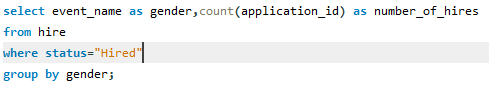 select event_name as gender,count(application_id) as number_of_hires
from hire
where status="Hired"
group by gender;